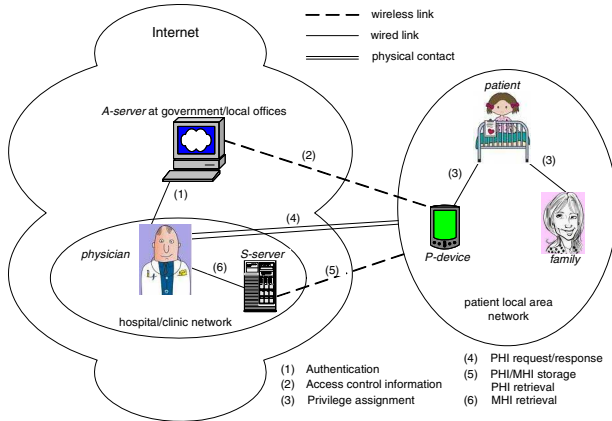 Internet
wireless link
wired link
physical contact
patient
A-server at government/local offices
(2)
(3)
(3)
(1)
(4)
physician
S-server
P-device
family
(6)
(5)
hospital/clinic network
patient local area
network
(1) Authentication
(2) Access control information
(3) Privilege assignment
(4) PHI request/response
(5) PHI/MHI storage
PHI retrieval
(6) MHI retrieval